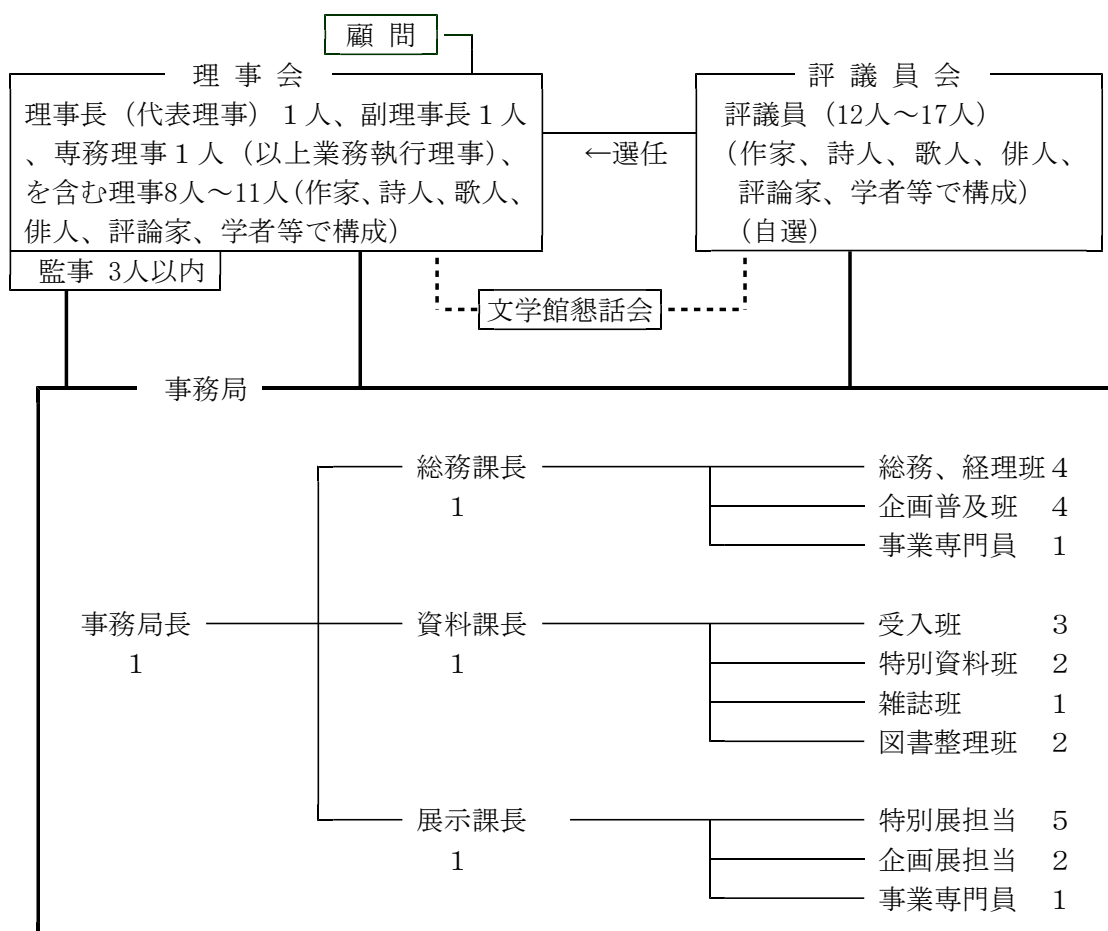 顧 問
理 事 会
理事長（代表理事）１人、副理事長１人
、専務理事１人（以上業務執行理事）、
を含む理事8人～11人(作家、詩人、歌人、
俳人、評論家、学者等で構成）
監事 3人以内
←選任
評 議 員 会
評議員（12人～17人）
（作家、詩人、歌人、俳人、
評論家、学者等で構成）
（自選）
文学館懇話会
事務局
事務局長
１
総務課長
１
総務、経理班４
企画普及班 ４
事業専門員 １
資料課長
１
受入班 ３
特別資料班 ２
雑誌班 １
図書整理班 ２
展示課長
１
特別展担当 ５
企画展担当 ２
事業専門員 １